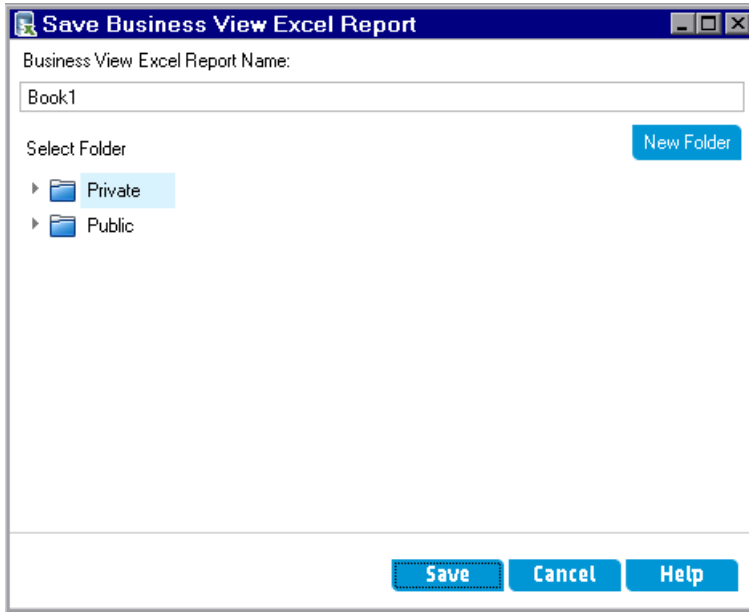 Save Business View Excel Report
Business View Excel Report Name:
Book1
New Folder
Select Folder
Private
Public
Save Cancel Help